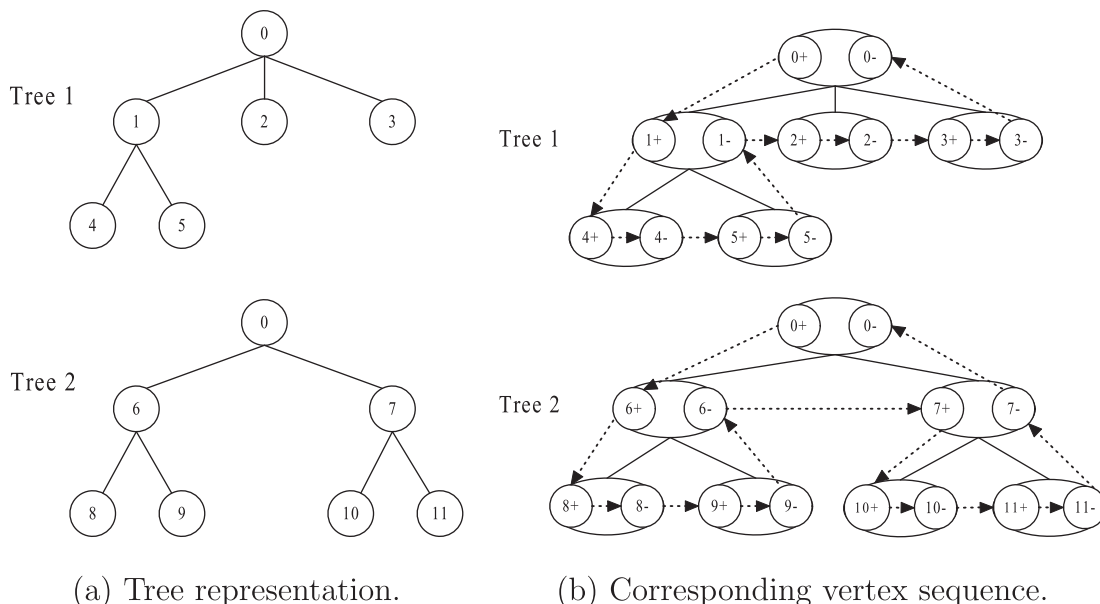 0
0+ 0-
Tree 1
1 2 3
Tree 1
1+ 1- 2+ 2- 3+ 3-
4 5
4+ 4- 5+ 5-
0
0+ 0-
Tree 2
6 7
Tree 2
6+ 6- 7+ 7-
8 9 10 11
8+ 8- 9+ 9- 10+ 10- 11+ 11-
(a) Tree representation.
(b) Corresponding vertex sequence.